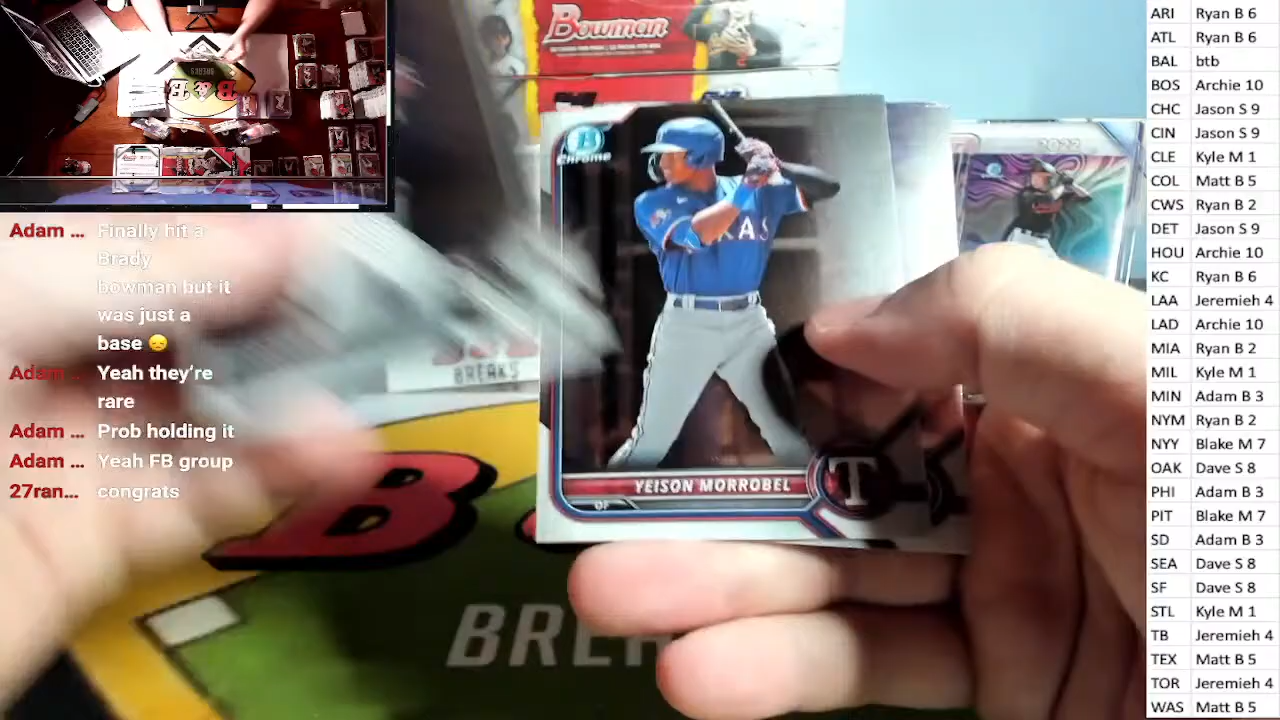 Adam ... Finally hit a
Brady
bowman but it
was just a
base 😞
Adam ... Yeah they're
rare
Adam ... Prob holding it
Adam ... Yeah FB group
27ran... congrats
Bowman
Chrome
TEXAS
YEISON MORROBEL
OF
T
2022
BREAKS
B
BRE
ARI Ryan B 6
ATL Ryan B 6
BAL btb
BOS Archie 10
CHC Jason S 9
CIN Jason S 9
CLE Kyle M 1
COL Matt B 5
CWS Ryan B 2
DET Jason S 9
HOU Archie 10
KC Ryan B 6
LAA Jeremieh 4
LAD Archie 10
MIA Ryan B 2
MIL Kyle M 1
MIN Adam B 3
NYM Ryan B 2
NYY Blake M 7
OAK Dave S 8
PHI Adam B 3
PIT Blake M 7
SD Adam B 3
SEA Dave S 8
SF Dave S 8
STL Kyle M 1
TB Jeremieh 4
TEX Matt B 5
TOR Jeremieh 4
WAS Matt B 5